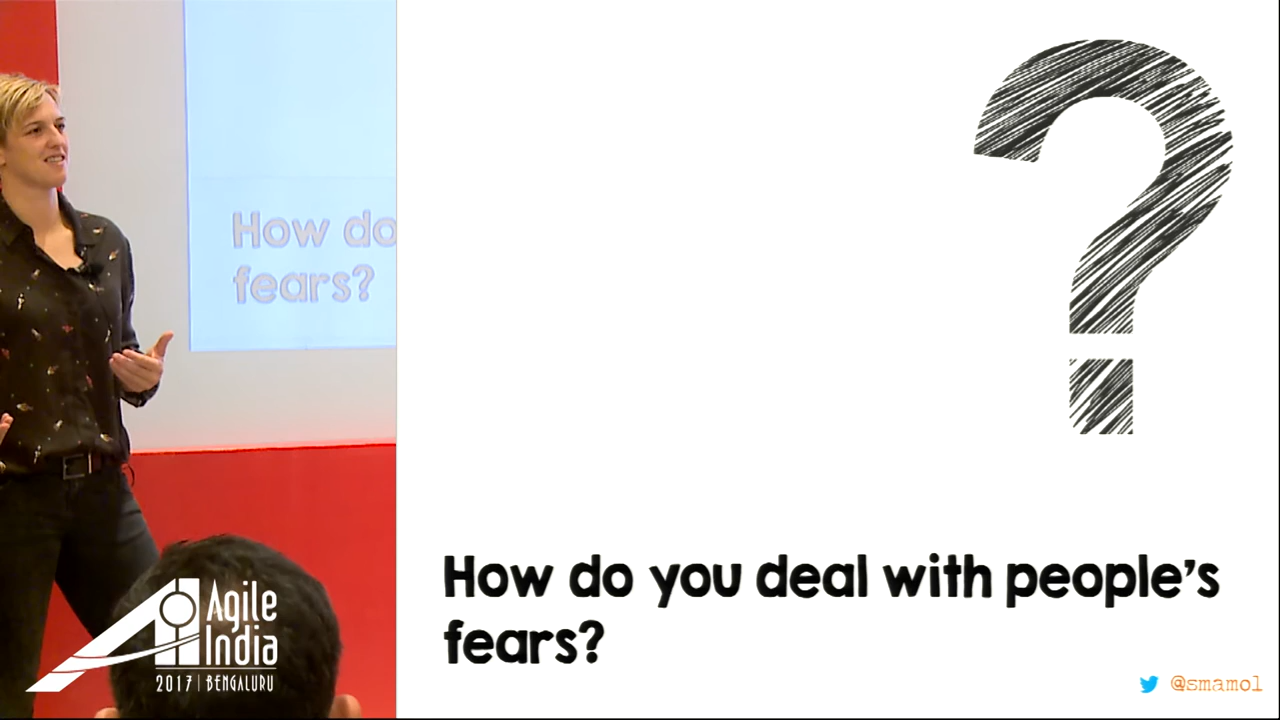 How do
fears?
How do you deal with people's
fears?
@smamol
Agile
India
2017 | BENGALURU